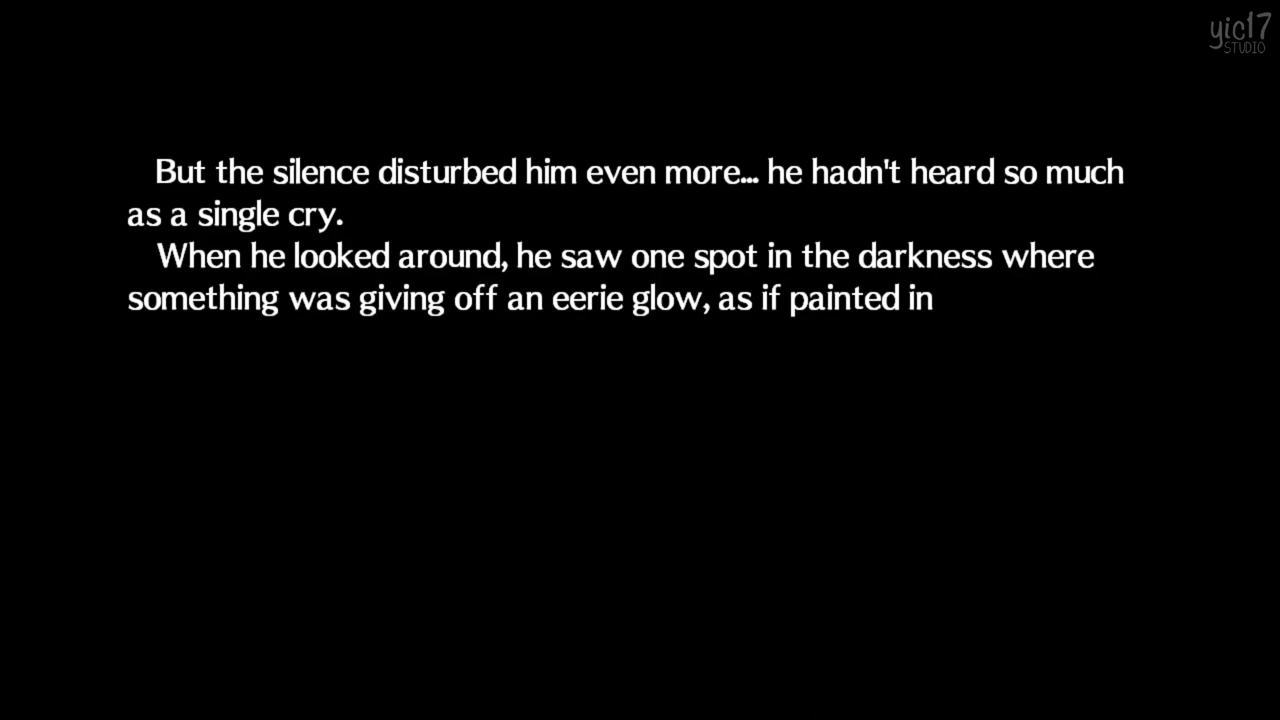 yic17
STUDIO
But the silence disturbed him even more... he hadn't heard so much
as a single cry.
When he looked around, he saw one spot in the darkness where
something was giving off an eerie glow, as if painted in